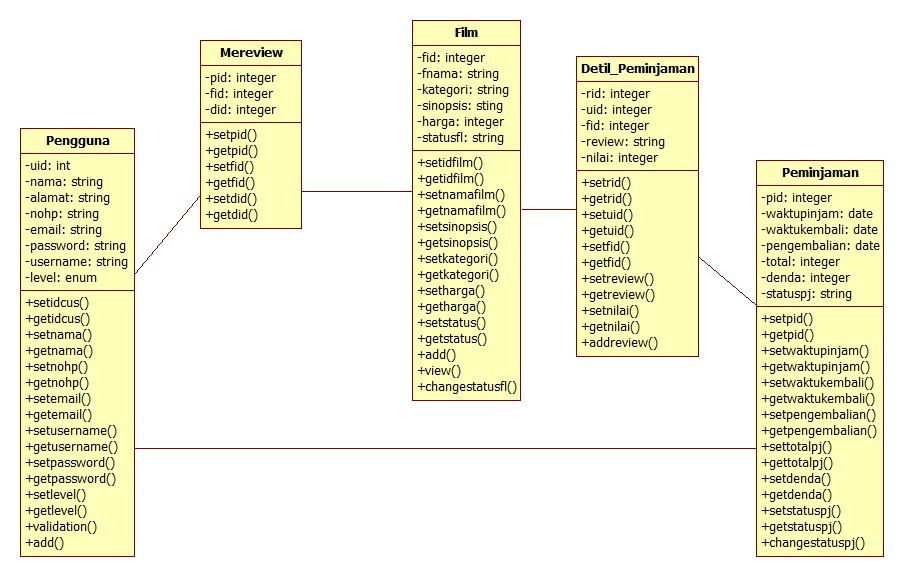 Pengguna
-uid: int
-nama: string
-alamat: string
-nohp: string
-email: string
-password: string
-username: string
-level: enum
+setidcus()
+getidcus()
+setnama()
+getnama()
+setnohp()
+getnohp()
+setemail()
+getemail()
+setusername()
+getusername()
+setpassword()
+getpassword()
+setlevel()
+getlevel()
+validation()
+add()
Mereview
-pid: integer
-fid: integer
-did: integer
+setpid()
+getpid()
+setfid()
+getfid()
+setdid()
+getdid()
Film
-fid: integer
-fnama: string
-kategori: string
-sinopsis: sting
-harga: integer
-statusfl: string
+setidfilm()
+getidfilm()
+setnamafilm()
+getnamafilm()
+setsinopsis()
+getsinopsis()
+setkategori()
+getkategori()
+setharga()
+getharga()
+setstatus()
+getstatus()
+add()
+view()
+changestatusfl()
Detil_Peminjaman
-rid: integer
-uid: integer
-fid: integer
-review: string
-nilai: integer
+setrid()
+getrid()
+setuid()
+getuid()
+setfid()
+getfid()
+setreview()
+getreview()
+setnilai()
+getnilai()
+addreview()
Peminjaman
-pid: integer
-waktupinjam: date
-waktukembali: date
-pengembalian: date
-total: integer
-denda: integer
-statuspj: string
+setpid()
+getpid()
+setwaktupinjam()
+getwaktupinjam()
+setwaktukembali()
+getwaktukembali()
+setpengembalian()
+getpengembalian()
+settotalpj()
+gettotalpj()
+setdenda()
+getdenda()
+setstatuspj()
+getstatuspj()
+changestatuspj()